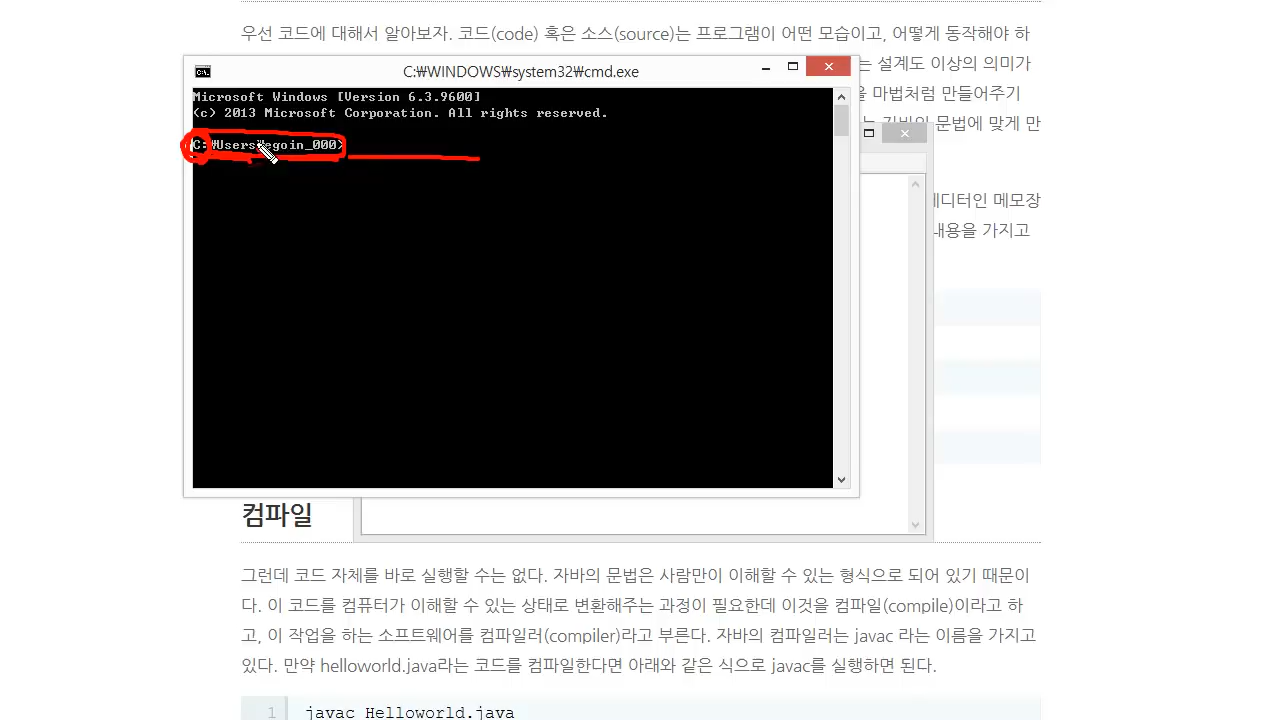 우선 코드에 대해서 알아보자. 코드(code) 혹은 소스(source)는 프로그램이 어떤 모습이고, 어떻게 동작해야 하
C:\WINDOWS\system32\cmd.exe
는 설계도 이상의 의미가
Microsoft Windows [Version 6.3.9600]
을 마법처럼 만들어주기
(c) 2013 Microsoft Corporation. All rights reserved.
문법에 맞게 만
C:\Users\egoin_000>
에디터인 메모장
내용을 가지고
컴파일
그런데 코드 자체를 바로 실행할 수는 없다. 자바의 문법은 사람만이 이해할 수 있는 형식으로 되어 있기 때문이
다. 이 코드를 컴퓨터가 이해할 수 있는 상태로 변환해주는 과정이 필요한데 이것을 컴파일(compile)이라고 하
고, 이 작업을 하는 소프트웨어를 컴파일러(compiler)라고 부른다. 자바의 컴파일러는 javac 라는 이름을 가지고
있다. 만약 helloworld.java라는 코드를 컴파일한다면 아래와 같은 식으로 javac를 실행하면 된다.
1 javac Helloworld.java